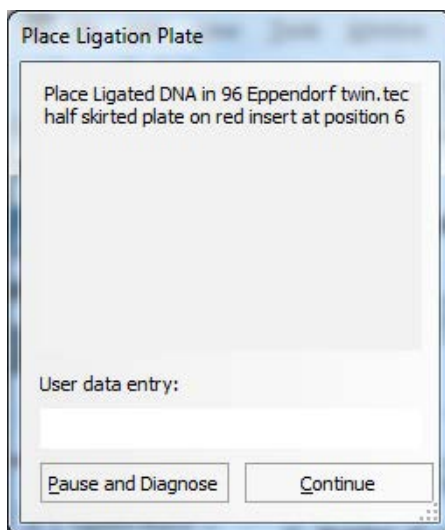 Place Ligation Plate
Place Ligated DNA in 96 Eppendorf twin.tec
half skirted plate on red insert at position 6
User data entry:
Pause and Diagnose
Continue